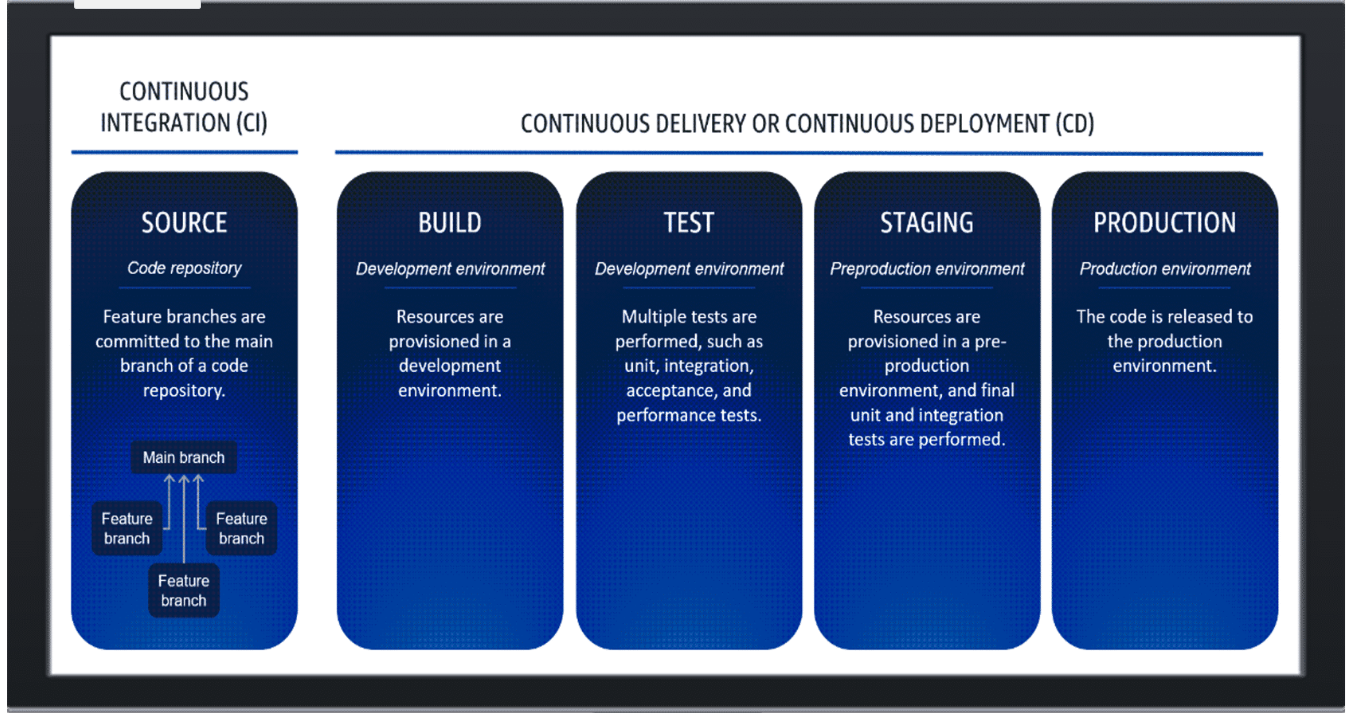 CONTINUOUS
INTEGRATION (CI)
CONTINUOUS DELIVERY OR CONTINUOUS DEPLOYMENT (CD)
SOURCE
Code repository
Feature branches are
committed to the main
branch of a code
repository.
Main branch
Feature
branch
Feature
branch
Feature
branch
BUILD
Development environment
Resources are
provisioned in a
development
environment.
TEST
Development environment
Multiple tests are
performed, such as
unit, integration,
acceptance, and
performance tests.
STAGING
Preproduction environment
Resources are
provisioned in a pre-
production
environment, and final
unit and integration
tests are performed.
PRODUCTION
Production environment
The code is released to
the production
environment.